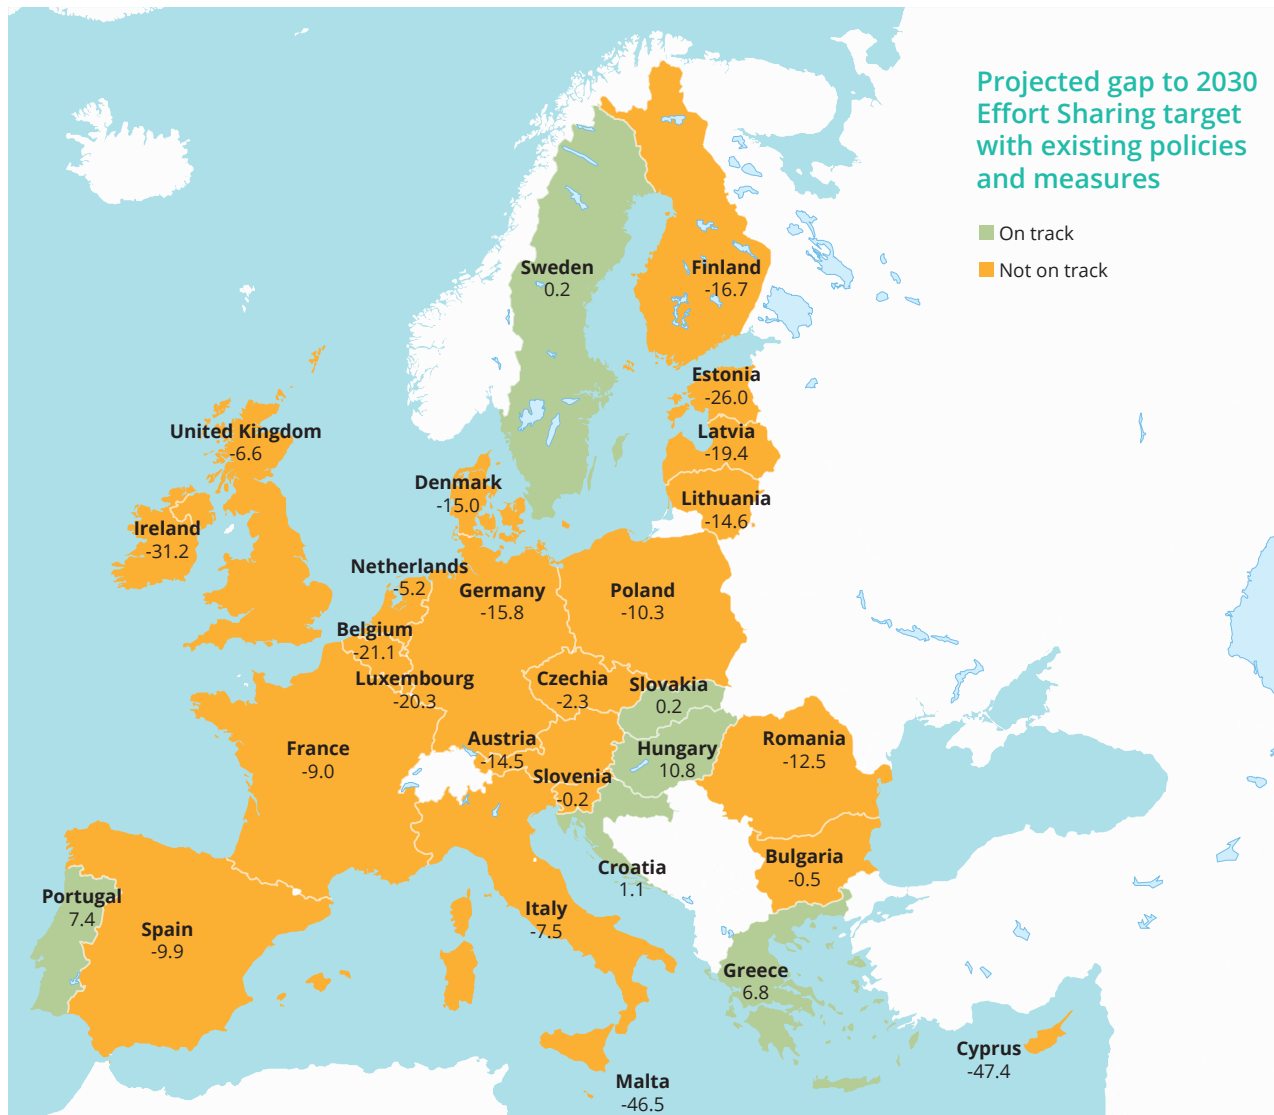 Projected gap to 2030
Effort Sharing target
with existing policies
and measures
On track
Not on track
Sweden
0.2
Finland
-16.7
Estonia
-26.0
Latvia
-19.4
Lithuania
-14.6
United Kingdom
-6.6
Denmark
-15.0
Ireland
-31.2
Netherlands
-5.2
Germany
-15.8
Poland
-10.3
Belgium
-21.1
Luxembourg
-20.3
Czechia
-2.3
Slovakia
0.2
France
-9.0
Austria
-14.5
Hungary
10.8
Romania
-12.5
Slovenia
-0.2
Croatia
1.1
Bulgaria
-0.5
Portugal
7.4
Spain
-9.9
Italy
-7.5
Greece
6.8
Cyprus
-47.4
Malta
-46.5